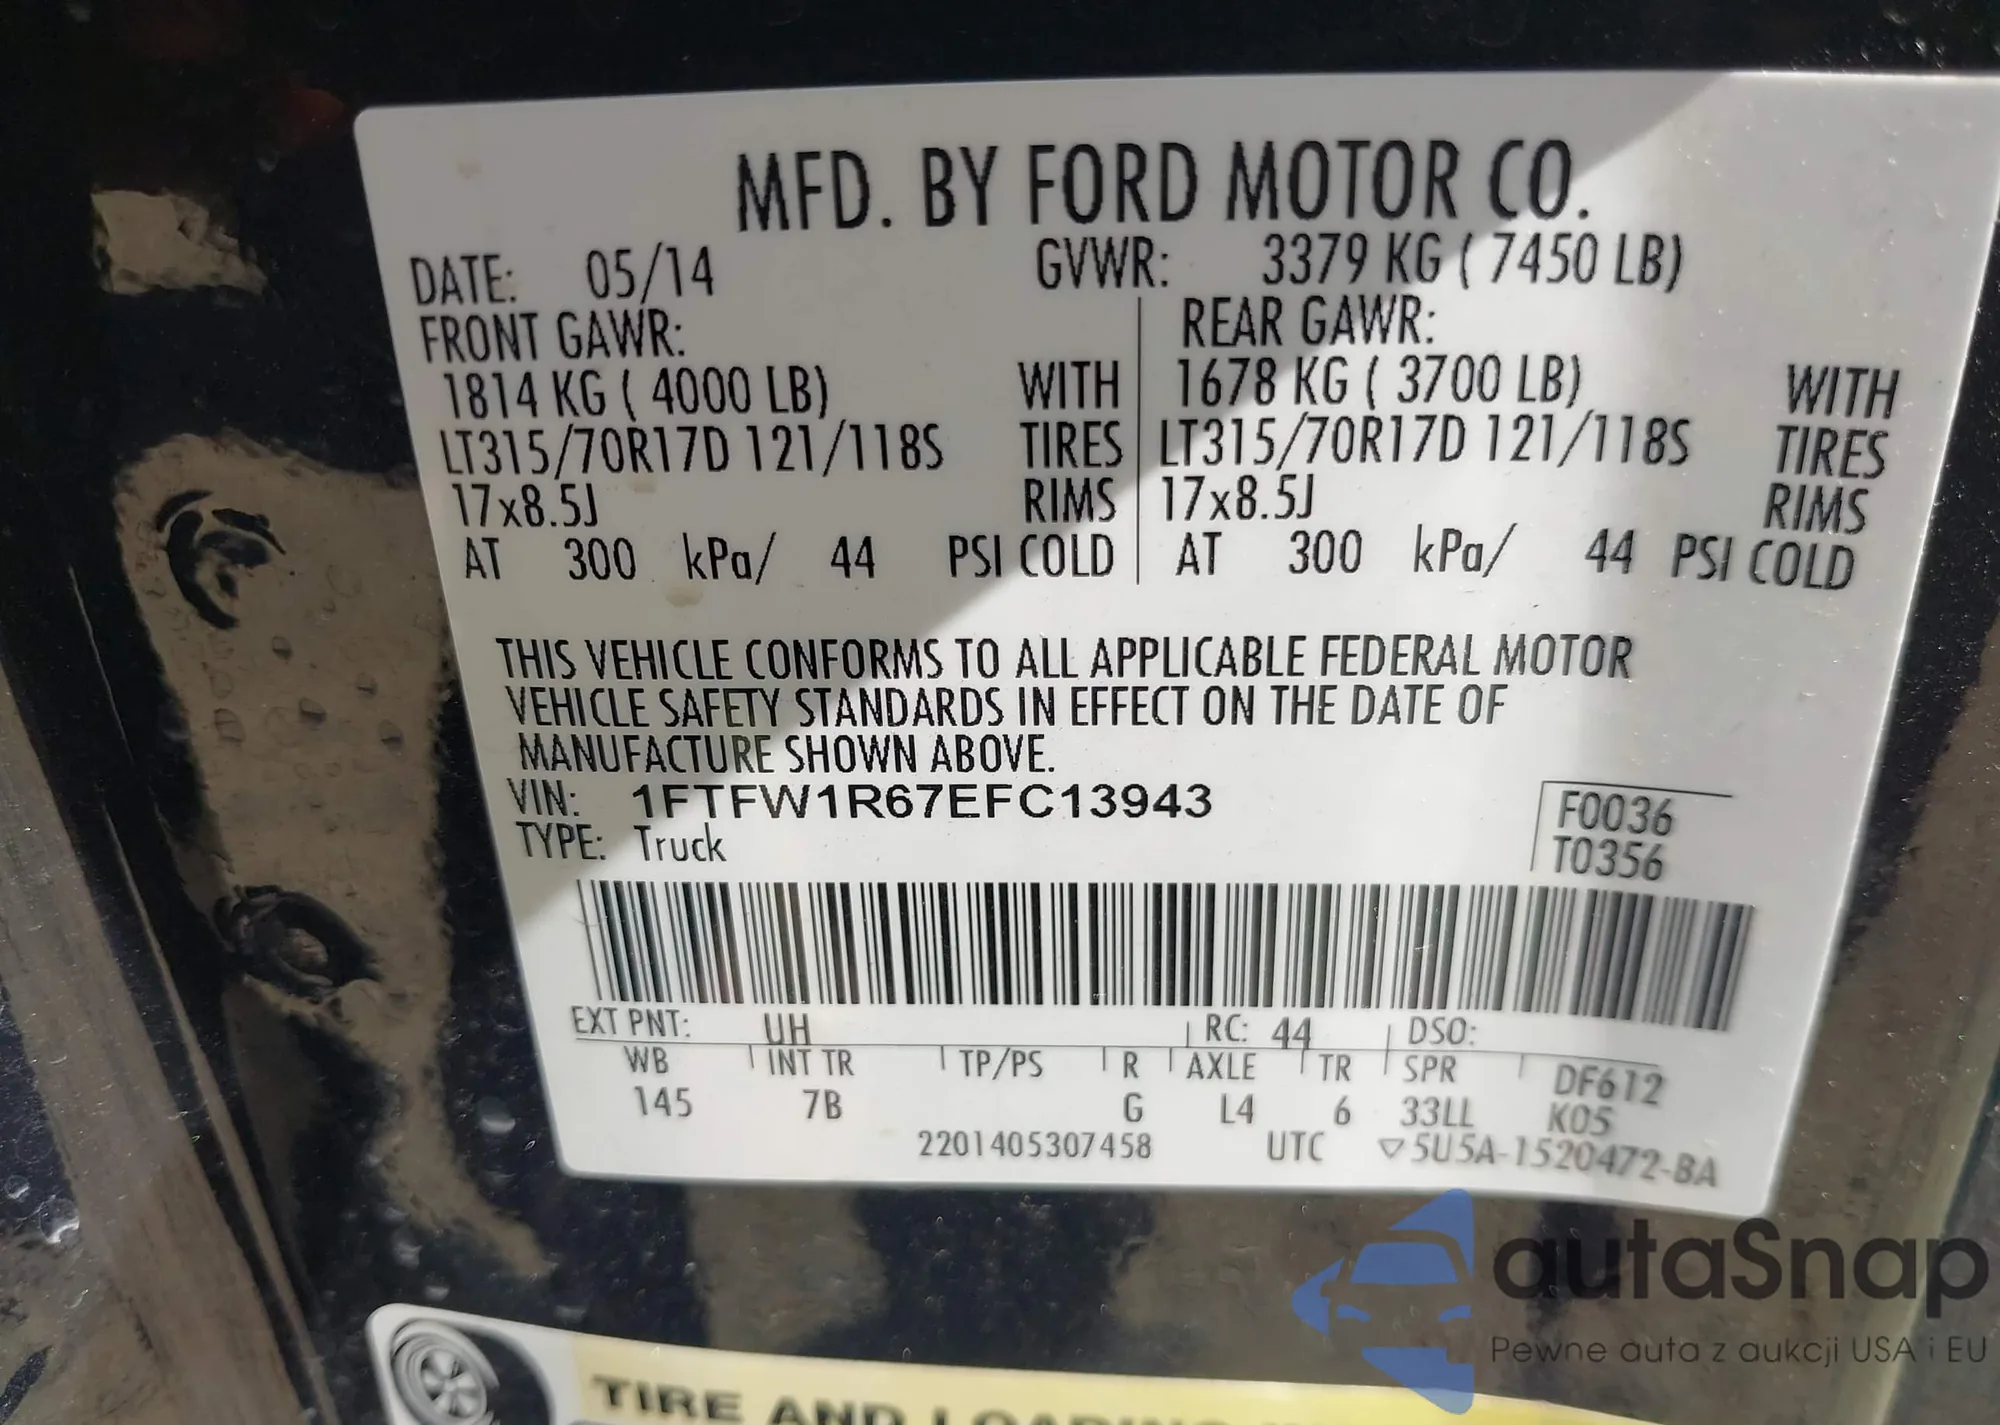 MFD. BY FORD MOTOR CO.
DATE: 05/14 GVWR: 3379 KG ( 7450 LB)
FRONT GAWR: REAR GAWR:
1814 KG ( 4000 LB) WITH 1678 KG ( 3700 LB) WITH
LT315/70R17D 121/118S TIRES LT315/70R17D 121/118S TIRES
17x8.5J RIMS 17x8.5J RIMS
AT 300 kPa/ 44 PSI COLD AT 300 kPa/ 44 PSI COLD
THIS VEHICLE CONFORMS TO ALL APPLICABLE FEDERAL MOTOR
VEHICLE SAFETY STANDARDS IN EFFECT ON THE DATE OF
MANUFACTURE SHOWN ABOVE.
VIN: 1FTFW1R67EFC13943 F0036
TYPE: Truck T0356
EXT PNT: UH RC: 44 DSO:
WB INT TR TP/PS R AXLE TR SPR DF612
145 7B G L4 6 33LL K05
2201405307458 UTC ▽5U5A-1520472-BA
autaSnap
Pewne auta z aukcji USA i EU
TIRE AND LOADING